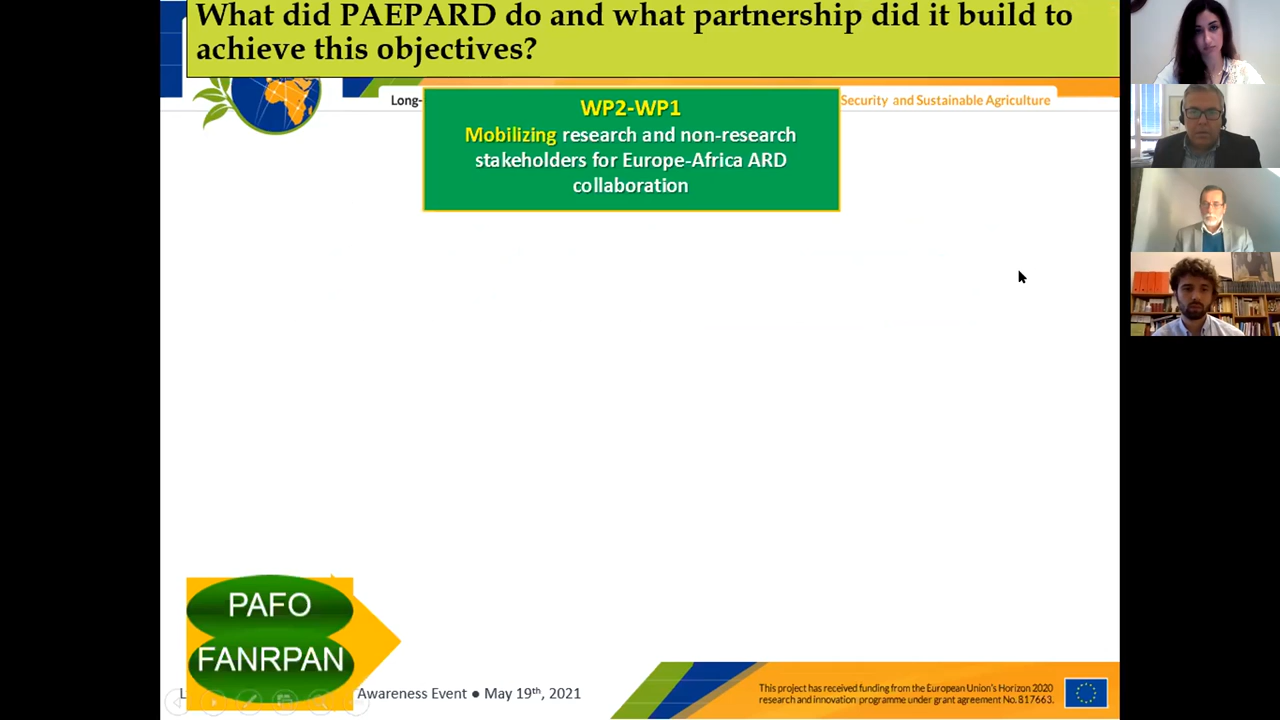 What did PAEPARD do and what partnership did it build to
achieve this objectives?
Long-
Security and Sustainable Agriculture
WP2-WP1
Mobilizing research and non-research
stakeholders for Europe-Africa ARD
collaboration
PAFO
FANRPAN
L
Awareness Event ● May 19th, 2021
This project has received funding from the European Union's Horizon 2020
research and innovation programme under grant agreement No. 817663.